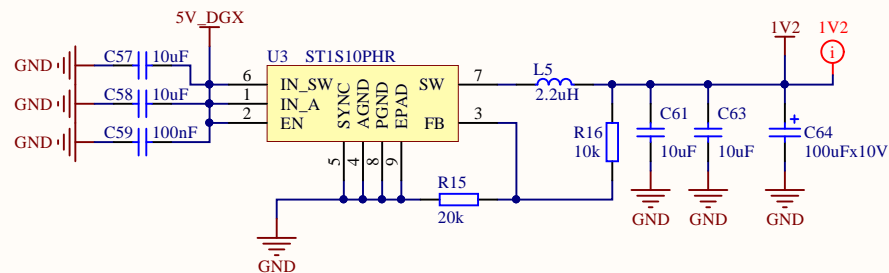 5V_DGX
1V2
1V2
i
GND
C57
10uF
U3
ST1S10PHR
GND
C58
10uF
GND
C59
100nF
6
IN_SW
1
IN_A
2
EN
SYNC
AGND
PGND
EPAD
SW
7
FB
3
5
4
8
9
L5
2.2uH
R16
10k
C61
10uF
C63
10uF
+
C64
100uFx10V
R15
20k
GND
GND
GND
GND